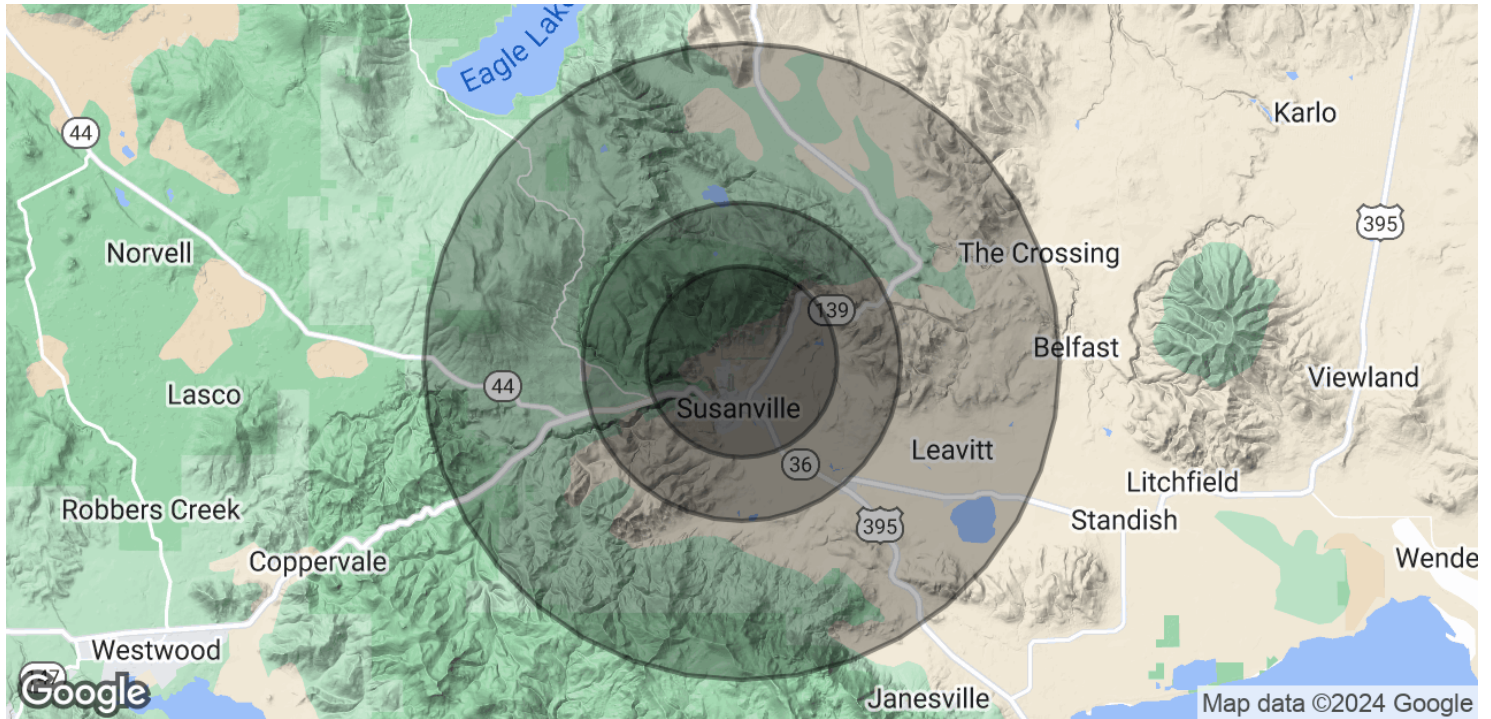 Eagle Lake
44
Karlo
395
Norvell
The Crossing
139
Belfast
Viewland
44
Lasco
Susanville
Leavitt
36
Litchfield
Robbers Creek
Standish
395
Coppervale
Wende
Westwood
Google
Janesville
Map data ©2024 Google